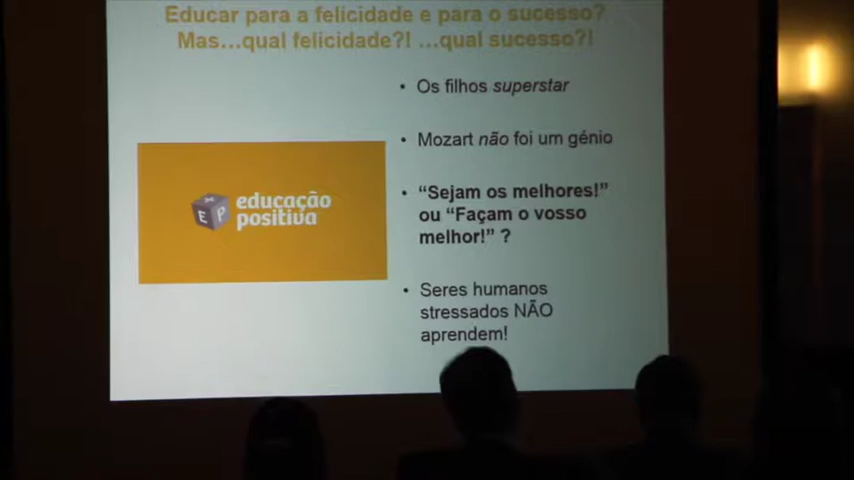 Educar para a felicidade e para o sucesso?
Mas...qual felicidade?! ...qual sucesso?!
• Os filhos superstar
• Mozart não foi um génio
• “Sejam os melhores!”
ou “Façam o vosso
melhor!” ?
• Seres humanos
stressados NÃO
aprendem!
E P
educação
positiva